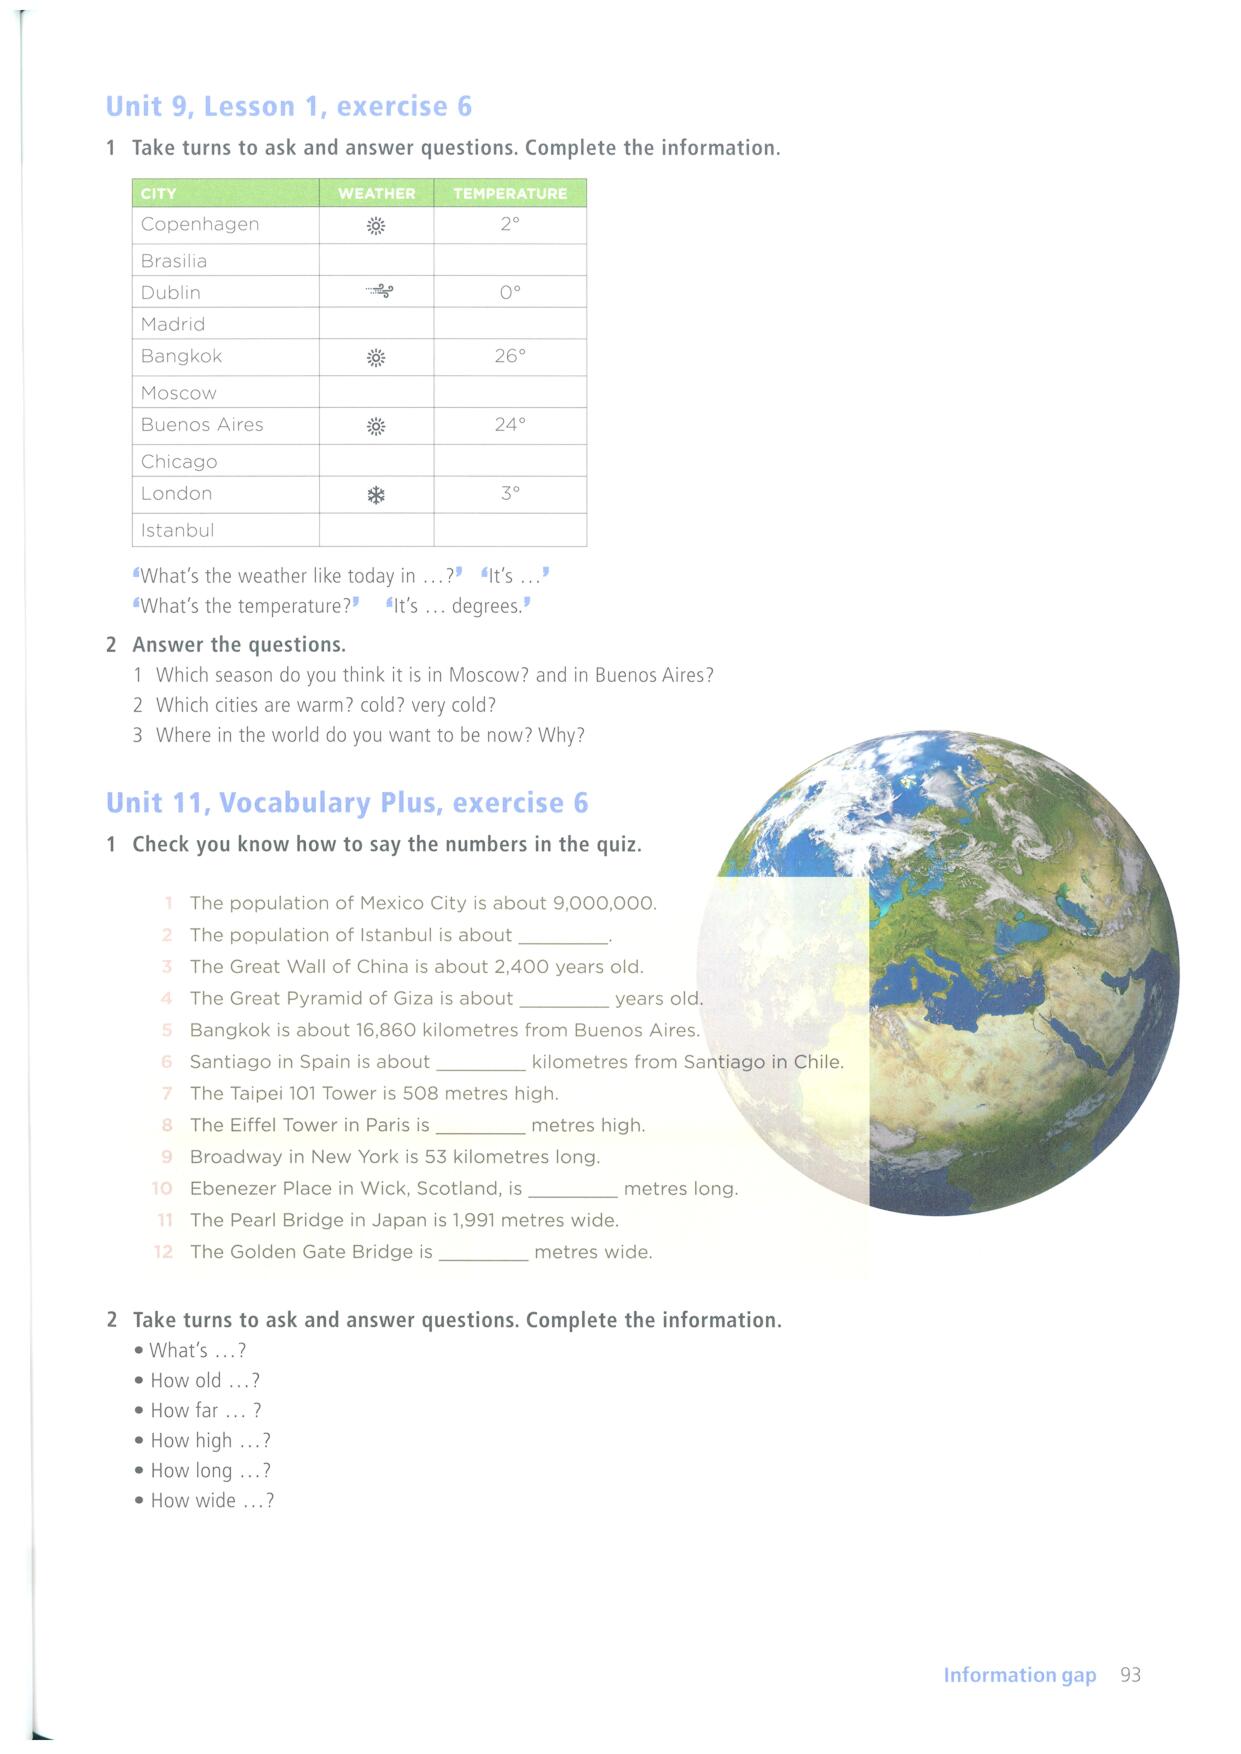 Unit 9, Lesson 1, exercise 6
1 Take turns to ask and answer questions. Complete the information.
CITY WEATHER TEMPERATURE
Copenhagen 2°
Brasilia
Dublin 0°
Madrid
Bangkok 26°
Moscow
Buenos Aires 24°
Chicago
London 3°
Istanbul
‘What's the weather like today in …?’ ‘It's …’
‘What's the temperature?’ ‘It's … degrees.’
2 Answer the questions.
1 Which season do you think it is in Moscow? and in Buenos Aires?
2 Which cities are warm? cold? very cold?
3 Where in the world do you want to be now? Why?
Unit 11, Vocabulary Plus, exercise 6
1 Check you know how to say the numbers in the quiz.
1 The population of Mexico City is about 9,000,000.
2 The population of Istanbul is about ________.
3 The Great Wall of China is about 2,400 years old.
4 The Great Pyramid of Giza is about ________ years old.
5 Bangkok is about 16,860 kilometres from Buenos Aires.
6 Santiago in Spain is about ________ kilometres from Santiago in Chile.
7 The Taipei 101 Tower is 508 metres high.
8 The Eiffel Tower in Paris is ________ metres high.
9 Broadway in New York is 53 kilometres long.
10 Ebenezer Place in Wick, Scotland, is ________ metres long.
11 The Pearl Bridge in Japan is 1,991 metres wide.
12 The Golden Gate Bridge is ________ metres wide.
2 Take turns to ask and answer questions. Complete the information.
• What's …?
• How old …?
• How far … ?
• How high …?
• How long …?
• How wide …?
Information gap 93